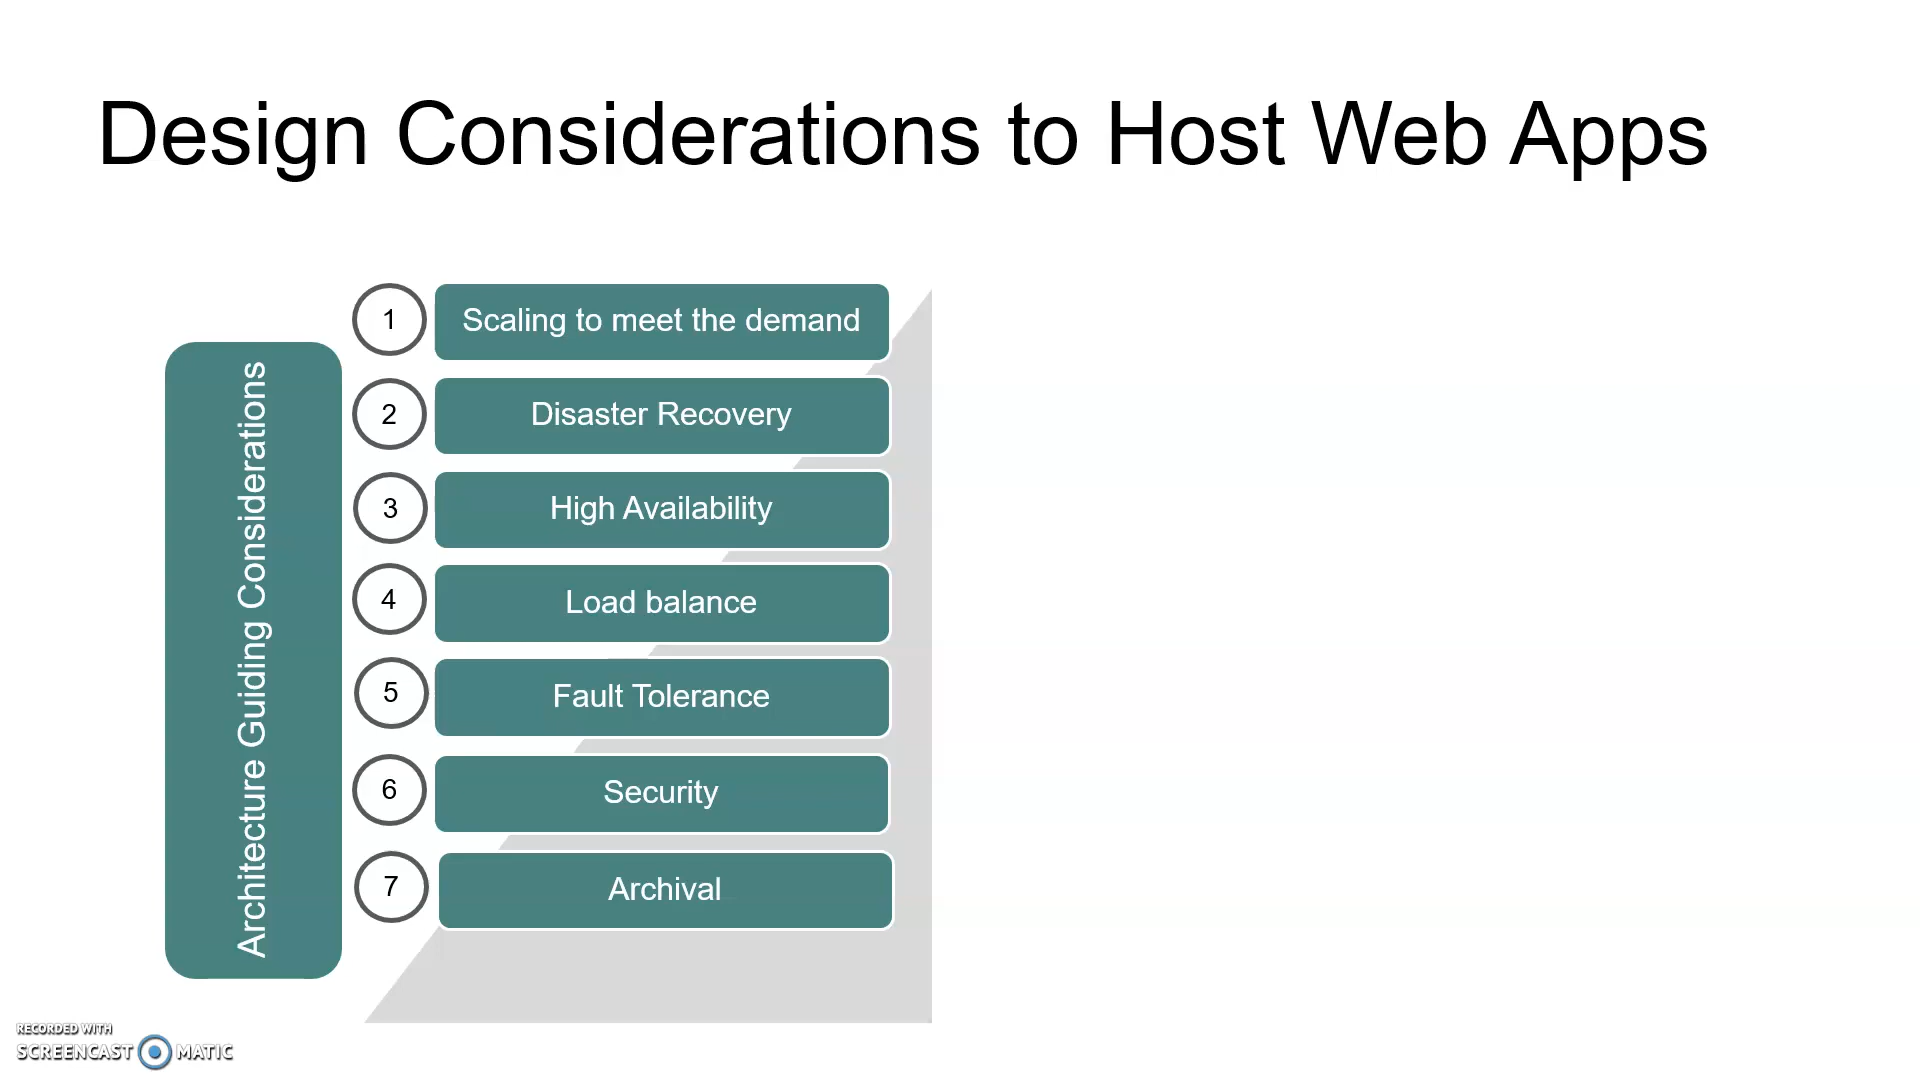 Design Considerations to Host Web Apps
Architecture Guiding Considerations
1 Scaling to meet the demand
2 Disaster Recovery
3 High Availability
4 Load balance
5 Fault Tolerance
6 Security
7 Archival
RECORDED WITH
SCREENCAST MATIC